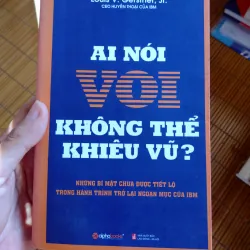 Louis V. Gerstner, Jr.
CEO HUYỀN THOẠI CỦA IBM
AI NÓI
VOI
KHÔNG THỂ
KHIÊU VŨ?
NHỮNG BÍ MẬT CHƯA ĐƯỢC TIẾT LỘ
TRONG HÀNH TRÌNH TRỞ LẠI NGOẠN MỤC CỦA IBM
alphabooks